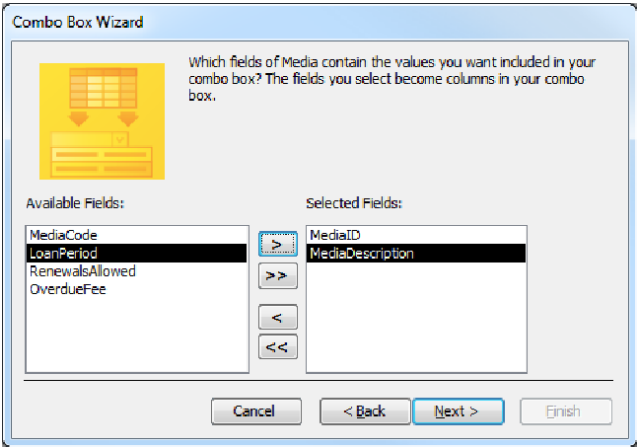 Combo Box Wizard
Which fields of Media contain the values you want included in your
combo box? The fields you select become columns in your combo
box.
Available Fields:
Selected Fields:
MediaCode
LoanPeriod
RenewalsAllowed
OverdueFee
>
>>
<
<<
MediaID
MediaDescription
Cancel
< Back
Next >
Finish